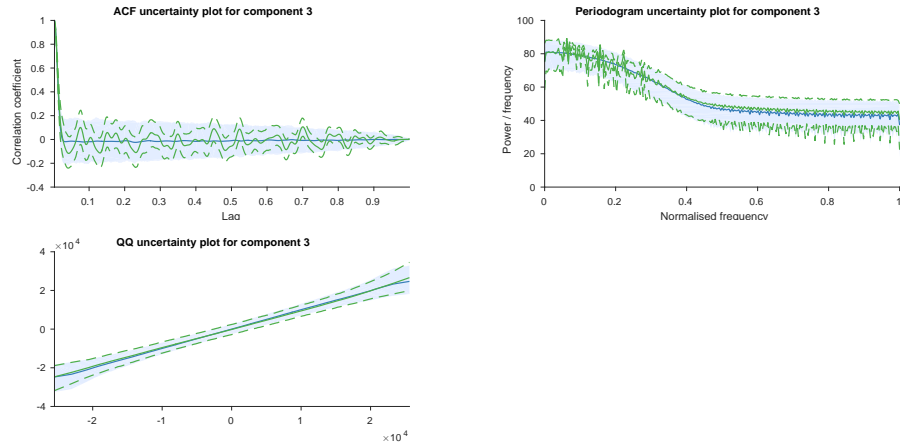 ACF uncertainty plot for component 3
Correlation coefficient
1
0.8
0.6
0.4
0.2
0
-0.2
-0.4
0.1 0.2 0.3 0.4 0.5 0.6 0.7 0.8 0.9
Lag
Periodogram uncertainty plot for component 3
Power / frequency
100
80
60
40
20
0
0 0.2 0.4 0.6 0.8 1
Normalised frequency
QQ uncertainty plot for component 3
×10⁴
4
2
0
-2
-4
-2 -1 0 1 2
×10⁴